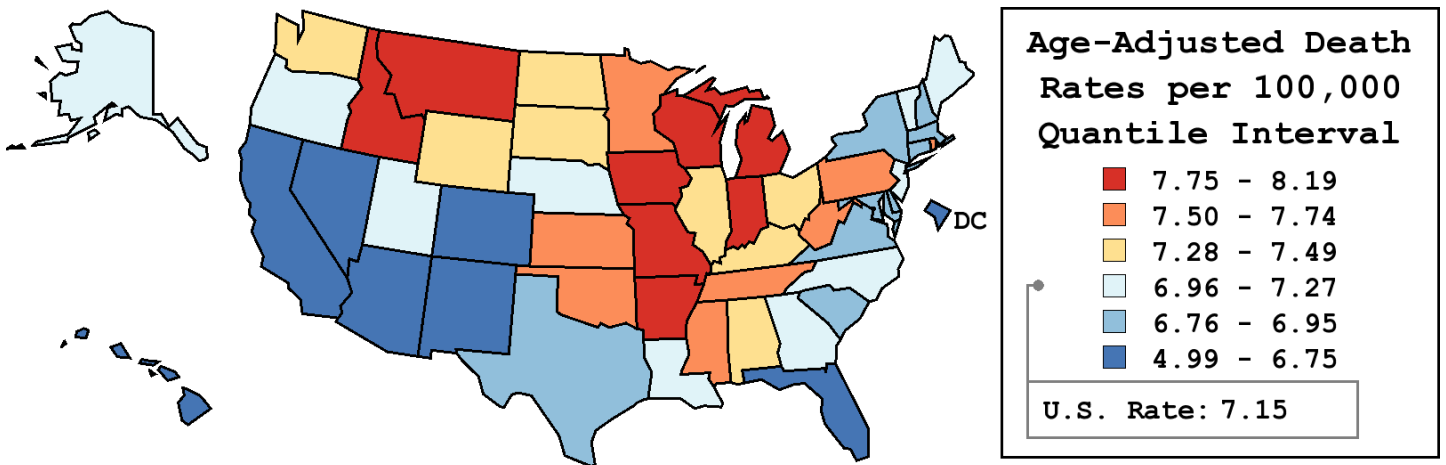 DC
Age-Adjusted Death
Rates per 100,000
Quantile Interval
7.75 - 8.19
7.50 - 7.74
7.28 - 7.49
6.96 - 7.27
6.76 - 6.95
4.99 - 6.75
U.S. Rate: 7.15